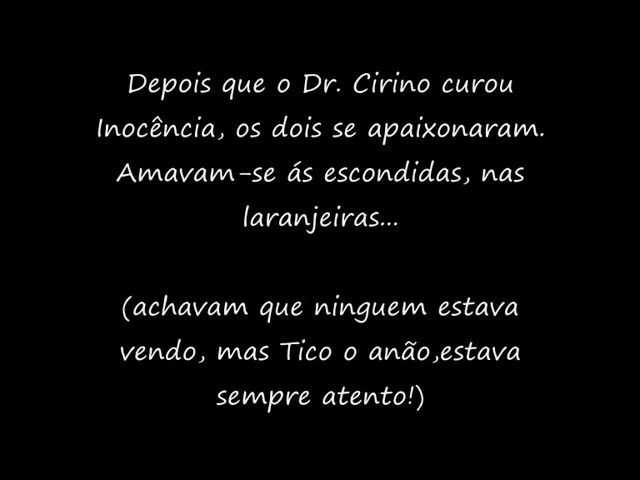 Depois que o Dr. Cirino curou
Inocência, os dois se apaixonaram.
Amavam-se ás escondidas, nas
laranjeiras...
(achavam que ninguem estava
vendo, mas Tico o anão,estava
sempre atento!)